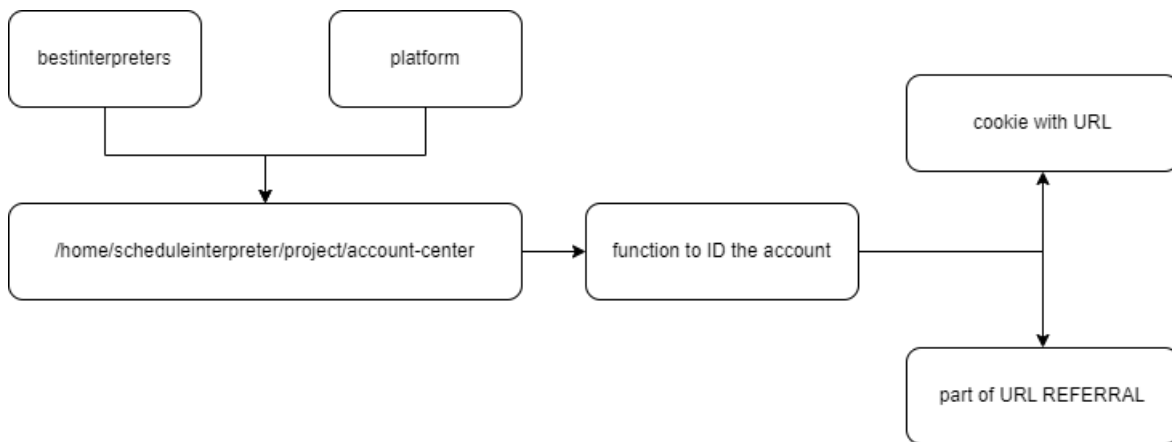 bestinterpreters
platform
cookie with URL
/home/scheduleinterpreter/project/account-center
function to ID the account
part of URL REFERRAL